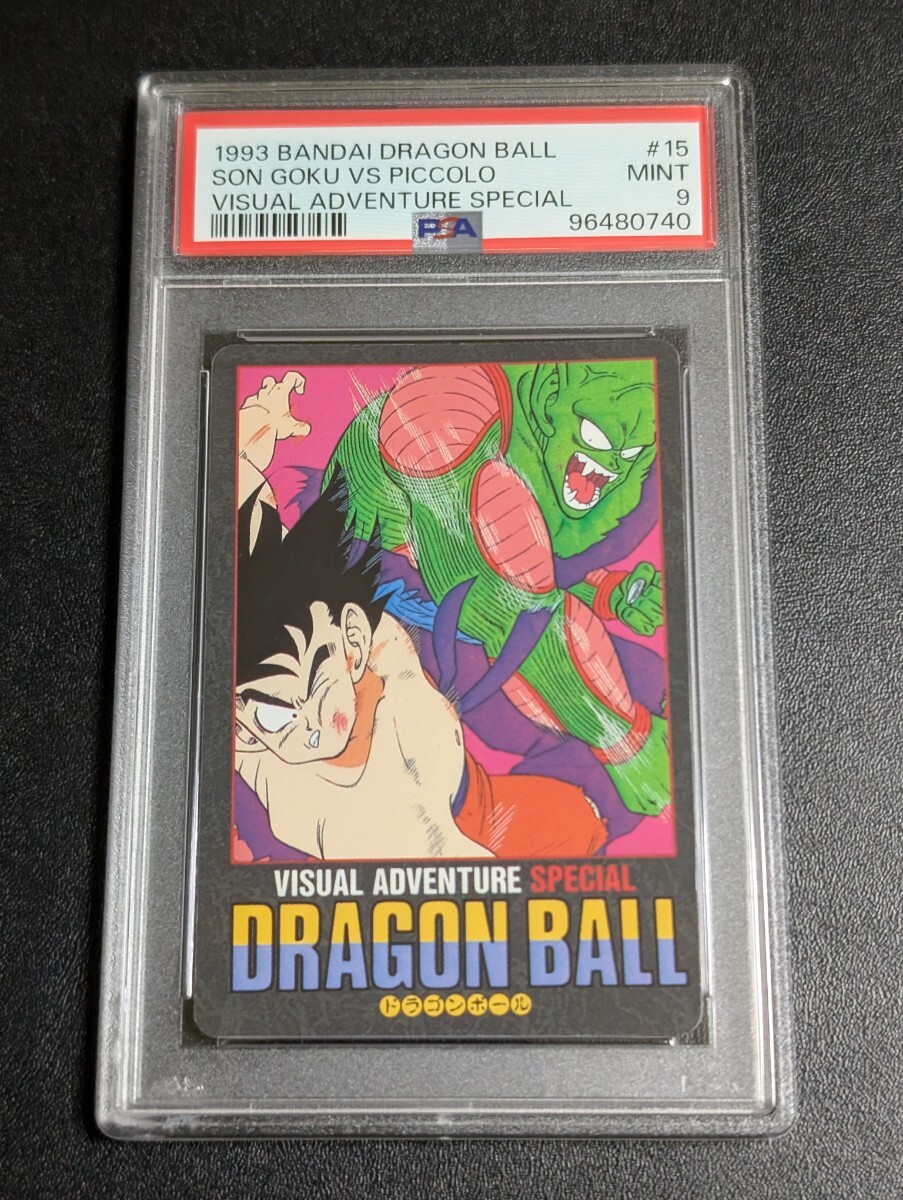 1993 BANDAI DRAGON BALL #15
SON GOKU VS PICCOLO MINT
VISUAL ADVENTURE SPECIAL 9
PSA 96480740
VISUAL ADVENTURE SPECIAL
DRAGON BALL
ドラゴンボール